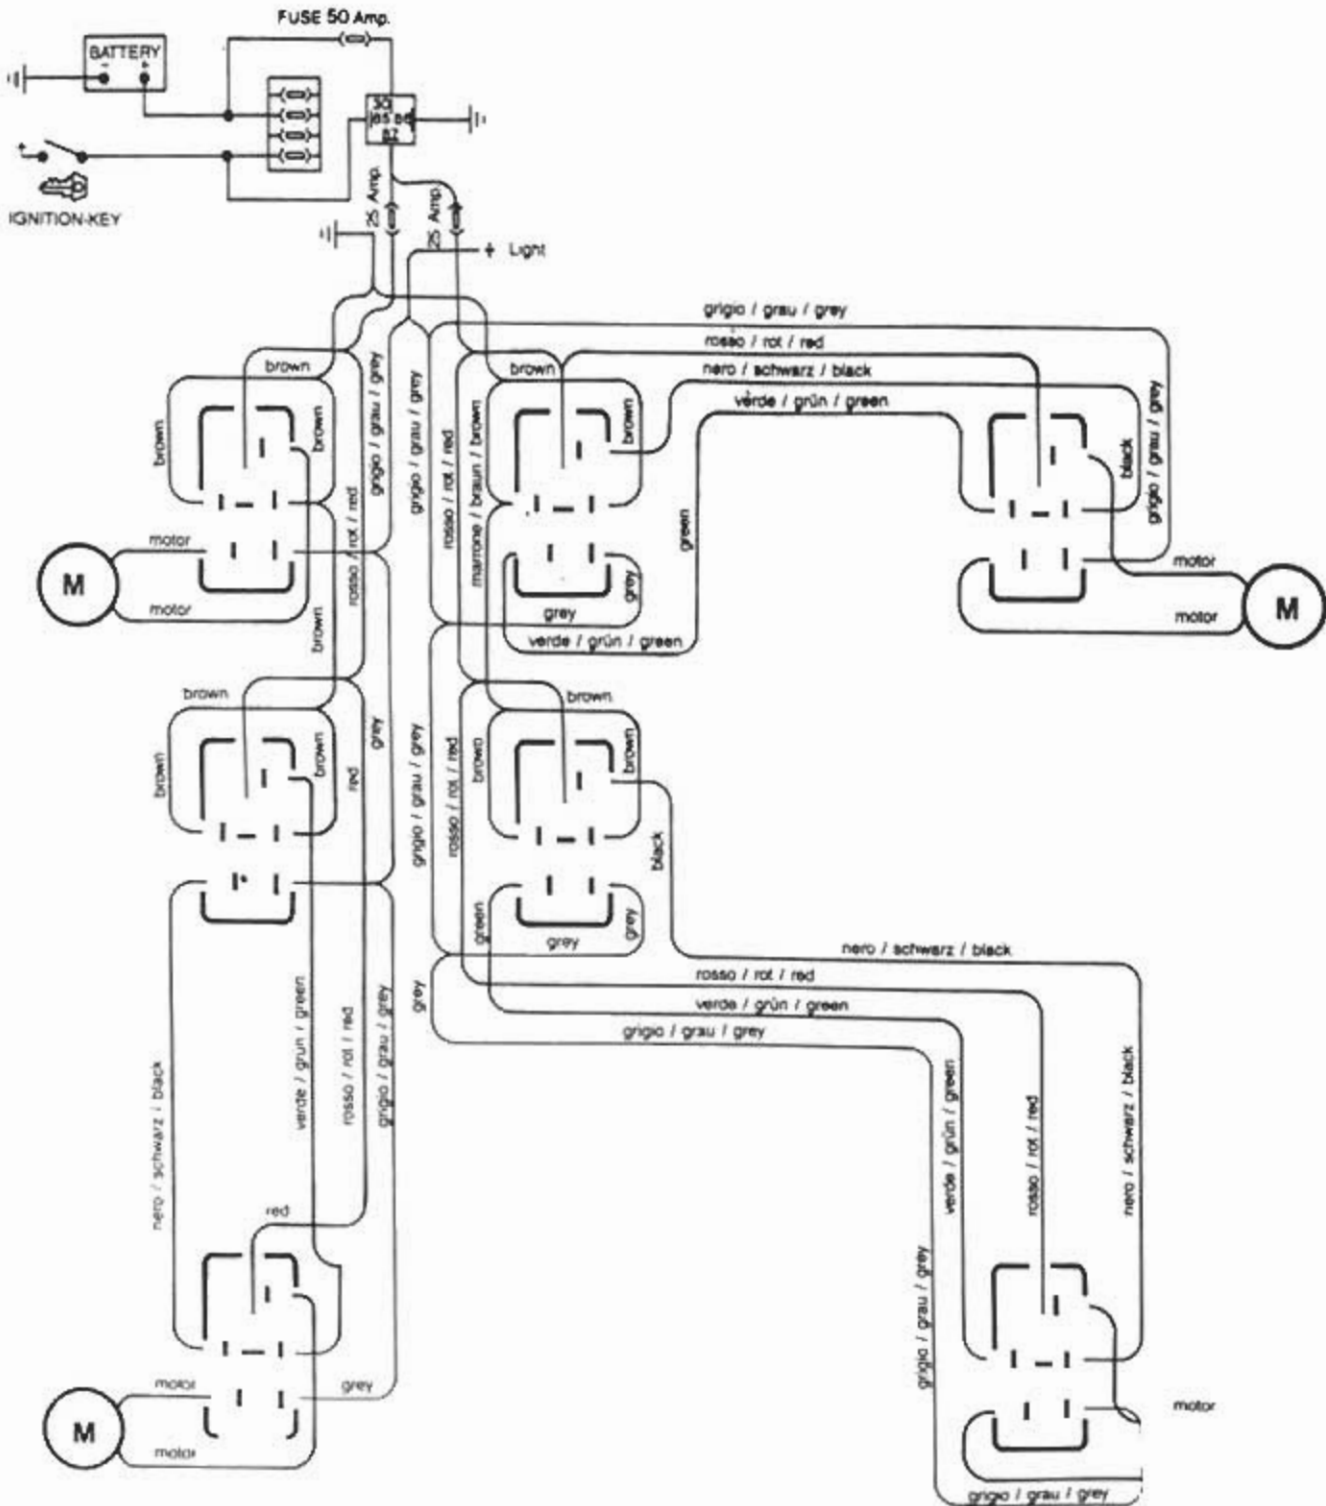 FUSE 50 Amp.
BATTERY
- +
30
85 86
87
+
IGNITION-KEY
25 Amp.
25 Amp.
+ Light
grigio / grau / grey
rosso / rot / red
nero / schwarz / black
verde / grün / green
brown
brown
brown
grigio / grau / grey
grigio / grau / grey
rosso / rot / red
marrone / braun / brown
brown
brown
green
black
grigio / grau / grey
motor
motor
M
rosso / rot / red
brown
grey
grey
verde / grün / green
motor
motor
M
brown
brown
brown
red
grey
grigio / grau / grey
rosso / rot / red
brown
brown
brown
black
green
grey
grey
nero / schwarz / black
rosso / rot / red
verde / grün / green
grigio / grau / grey
grey
nero / schwarz / black
verde / grun / green
rosso / rot / red
grigio / grau / grey
red
motor
motor
M
grey
grigio / grau / grey
verde / grün / green
rosso / rot / red
nero / schwarz / black
motor
grigio / grau / grey